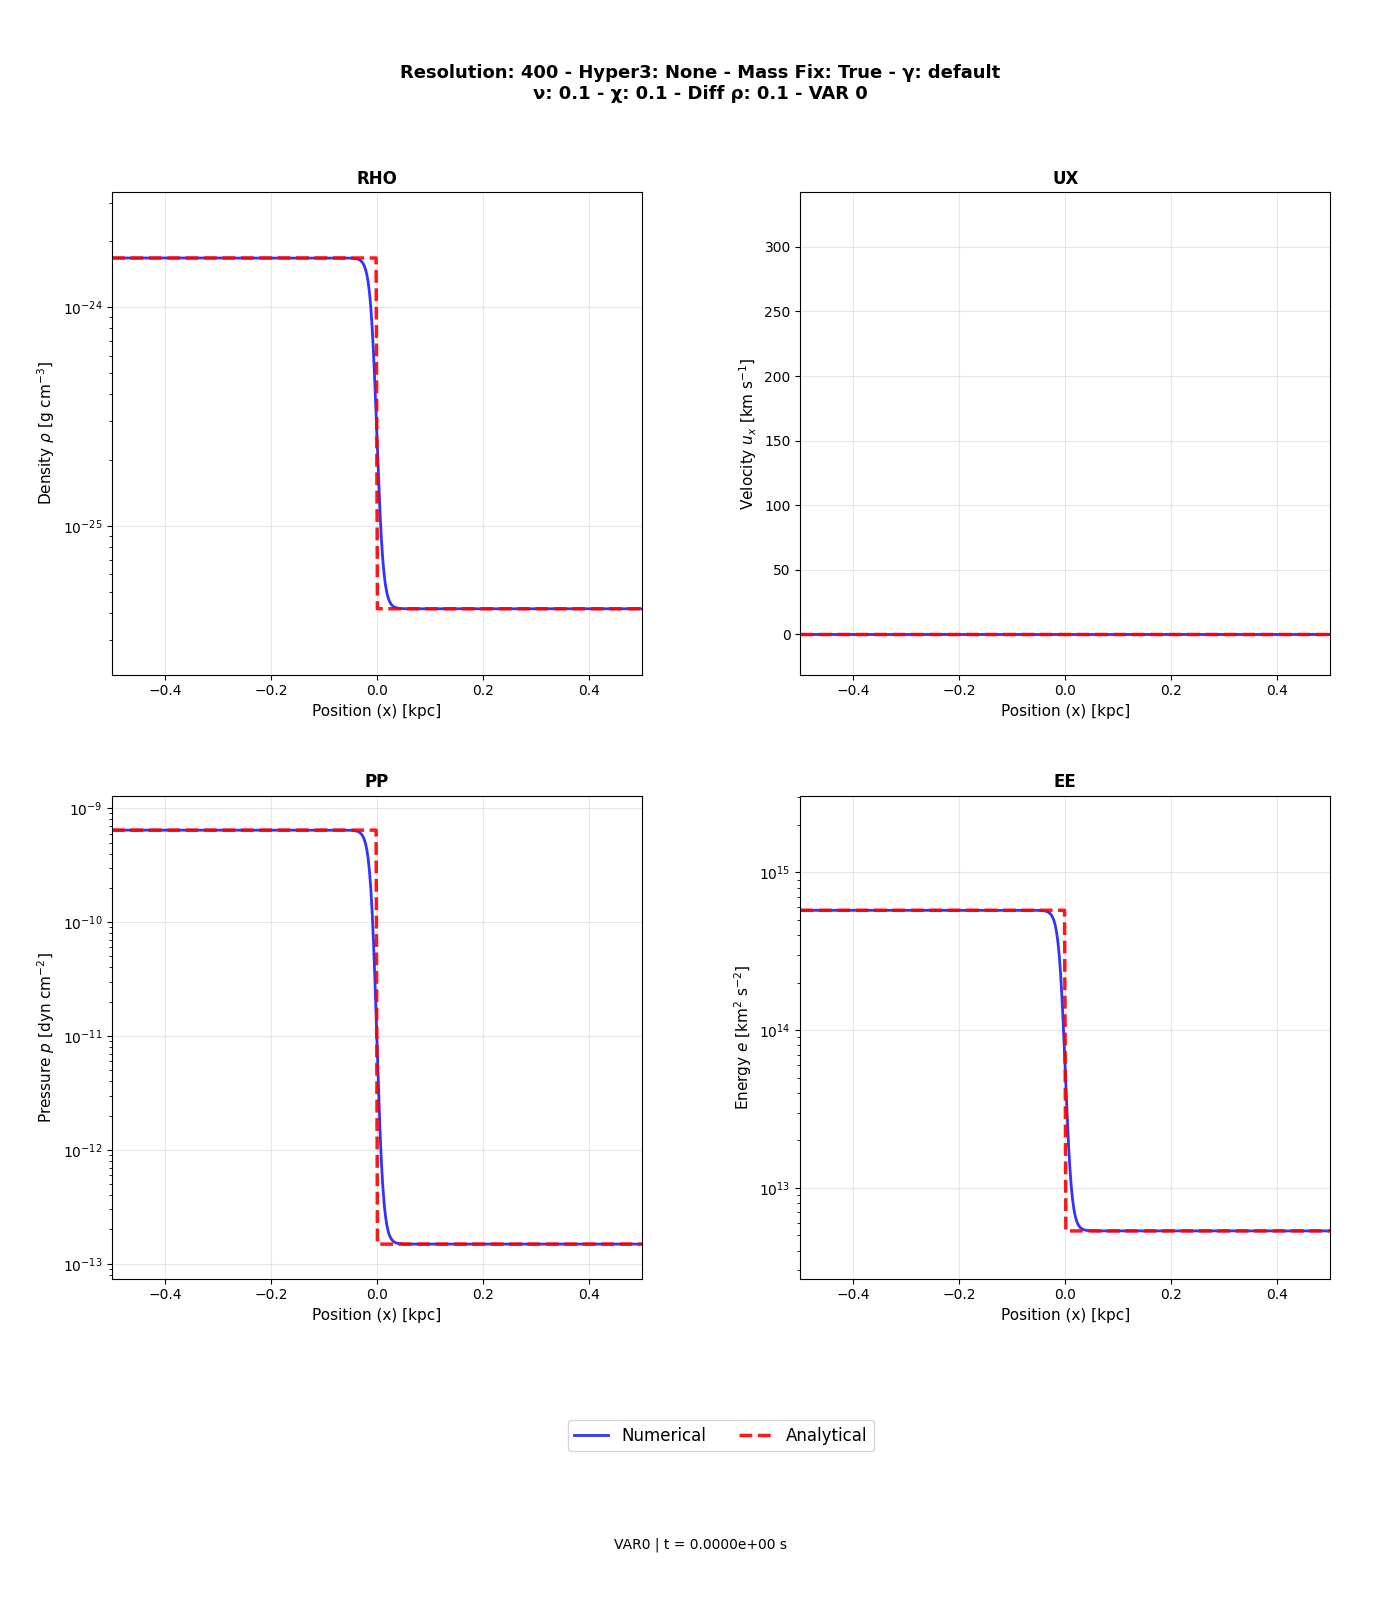 Resolution: 400 - Hyper3: None - Mass Fix: True - γ: default
ν: 0.1 - χ: 0.1 - Diff ρ: 0.1 - VAR 0
RHO
Density ρ [g cm⁻³]
10⁻²⁴
10⁻²⁵
−0.4 −0.2 0.0 0.2 0.4
Position (x) [kpc]
UX
Velocity uₓ [km s⁻¹]
300
250
200
150
100
50
0
−0.4 −0.2 0.0 0.2 0.4
Position (x) [kpc]
PP
Pressure p [dyn cm⁻²]
10⁻⁹
10⁻¹⁰
10⁻¹¹
10⁻¹²
10⁻¹³
−0.4 −0.2 0.0 0.2 0.4
Position (x) [kpc]
EE
Energy e [km² s⁻²]
10¹⁵
10¹⁴
10¹³
−0.4 −0.2 0.0 0.2 0.4
Position (x) [kpc]
Numerical Analytical
VAR0 | t = 0.0000e+00 s